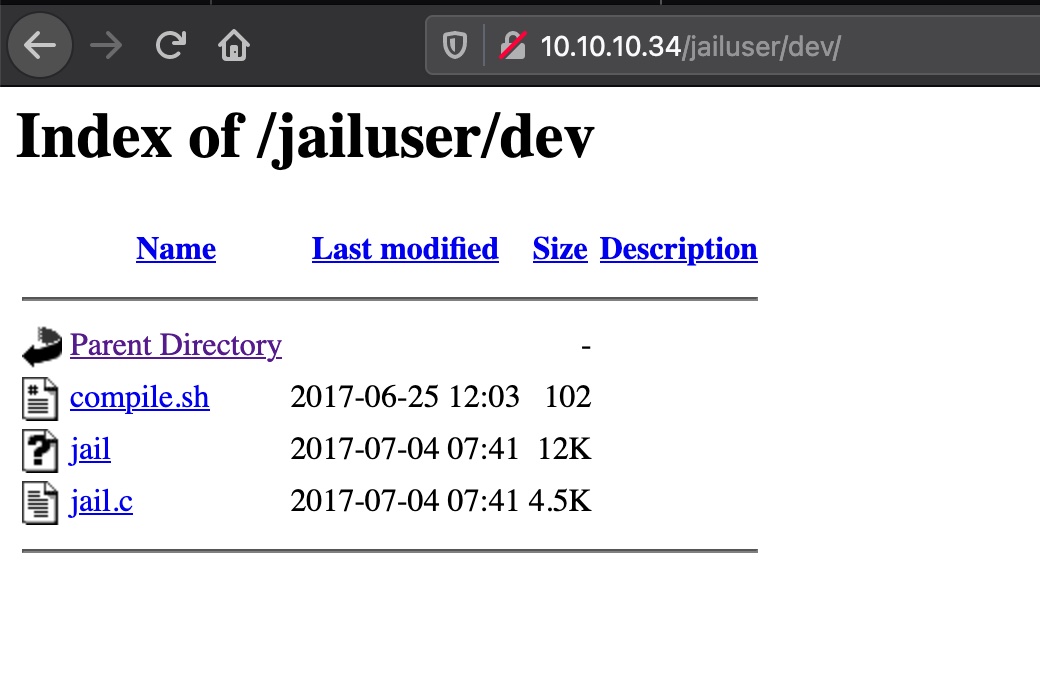 10.10.10.34/jailuser/dev/
Index of /jailuser/dev
Name Last modified Size Description
Parent Directory -
compile.sh 2017-06-25 12:03 102
jail 2017-07-04 07:41 12K
jail.c 2017-07-04 07:41 4.5K